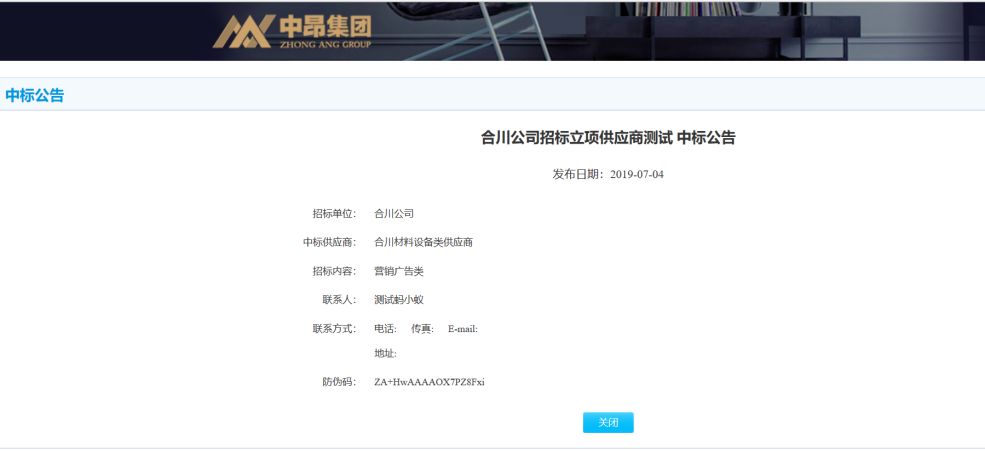 中昂集团
ZHONG ANG GROUP
中标公告
合川公司招标立项供应商测试 中标公告
发布日期：2019-07-04
招标单位： 合川公司
中标供应商： 合川材料设备类供应商
招标内容： 营销广告类
联系人： 测试蚂小蚁
联系方式： 电话: 传真: E-mail:
地址:
防伪码： ZA+HwAAAAOX7PZ8Fxi
关闭